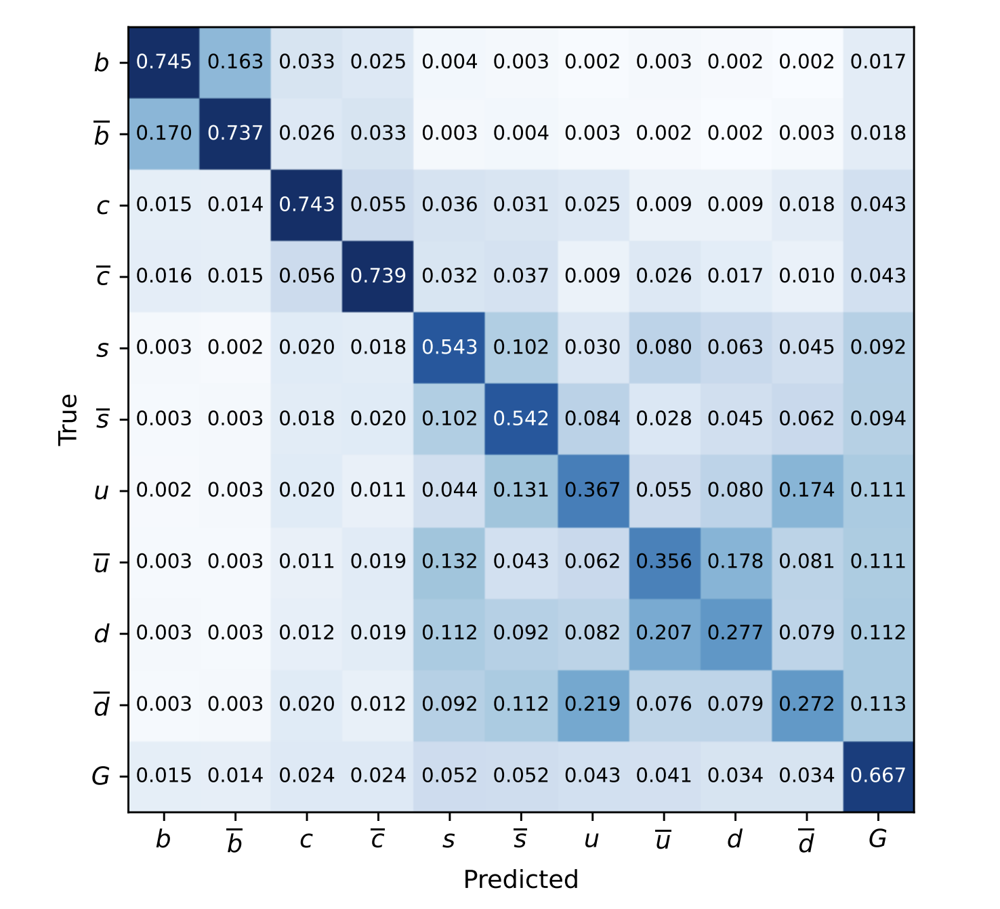 b 0.745 0.163 0.033 0.025 0.004 0.003 0.002 0.003 0.002 0.002 0.017
b̅ 0.170 0.737 0.026 0.033 0.003 0.004 0.003 0.002 0.002 0.003 0.018
c 0.015 0.014 0.743 0.055 0.036 0.031 0.025 0.009 0.009 0.018 0.043
c̅ 0.016 0.015 0.056 0.739 0.032 0.037 0.009 0.026 0.017 0.010 0.043
s 0.003 0.002 0.020 0.018 0.543 0.102 0.030 0.080 0.063 0.045 0.092
s̅ 0.003 0.003 0.018 0.020 0.102 0.542 0.084 0.028 0.045 0.062 0.094
True
u 0.002 0.003 0.020 0.011 0.044 0.131 0.367 0.055 0.080 0.174 0.111
u̅ 0.003 0.003 0.011 0.019 0.132 0.043 0.062 0.356 0.178 0.081 0.111
d 0.003 0.003 0.012 0.019 0.112 0.092 0.082 0.207 0.277 0.079 0.112
d̅ 0.003 0.003 0.020 0.012 0.092 0.112 0.219 0.076 0.079 0.272 0.113
G 0.015 0.014 0.024 0.024 0.052 0.052 0.043 0.041 0.034 0.034 0.667
b b̅ c c̅ s s̅ u u̅ d d̅ G
Predicted